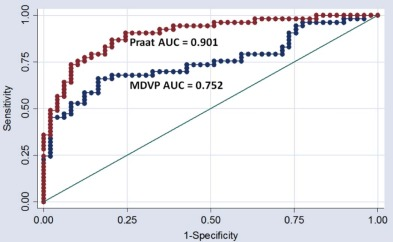 1.00
0.75
0.50
0.25
0.00
Sensitivity
Praat AUC = 0.901
MDVP AUC = 0.752
0.00 0.25 0.50 0.75 1.00
1-Specificity